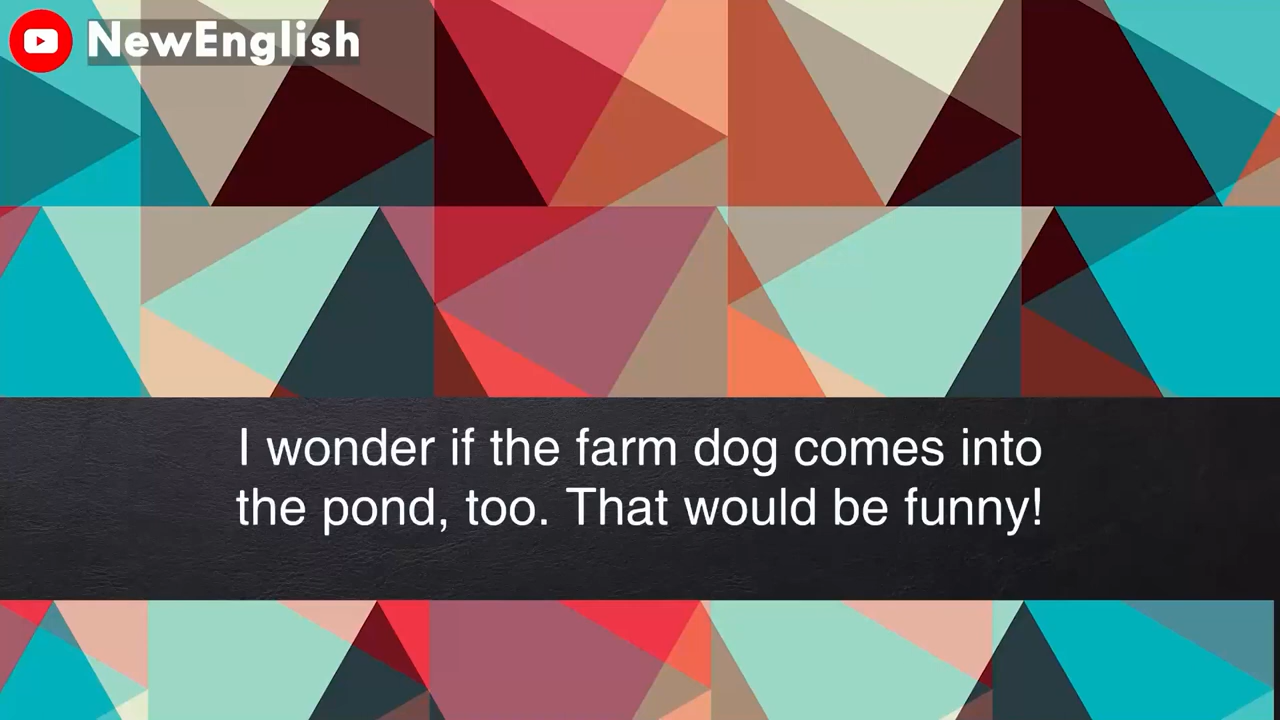 NewEnglish
I wonder if the farm dog comes into
the pond, too. That would be funny!